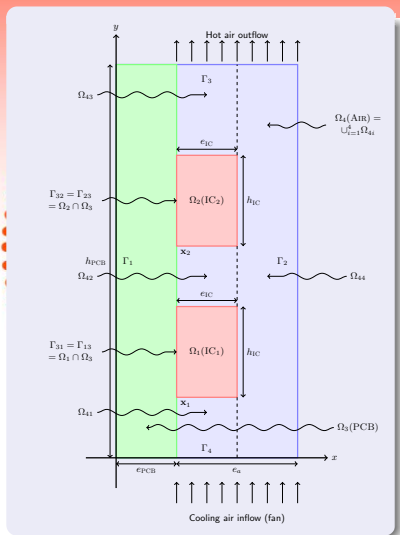 y
Hot air outflow
Γ3
Ω43
Ω4(Air) =
∪⁴ᵢ₌₁Ω4i
eIC
Γ32 = Γ23
= Ω2 ∩ Ω3
Ω2(IC2)
hIC
x2
hPCB
Γ1
Γ2
Ω42
Ω44
eIC
Γ31 = Γ13
= Ω1 ∩ Ω3
Ω1(IC1)
hIC
x1
Ω41
Ω3(PCB)
Γ4
x
ePCB
ea
Cooling air inflow (fan)